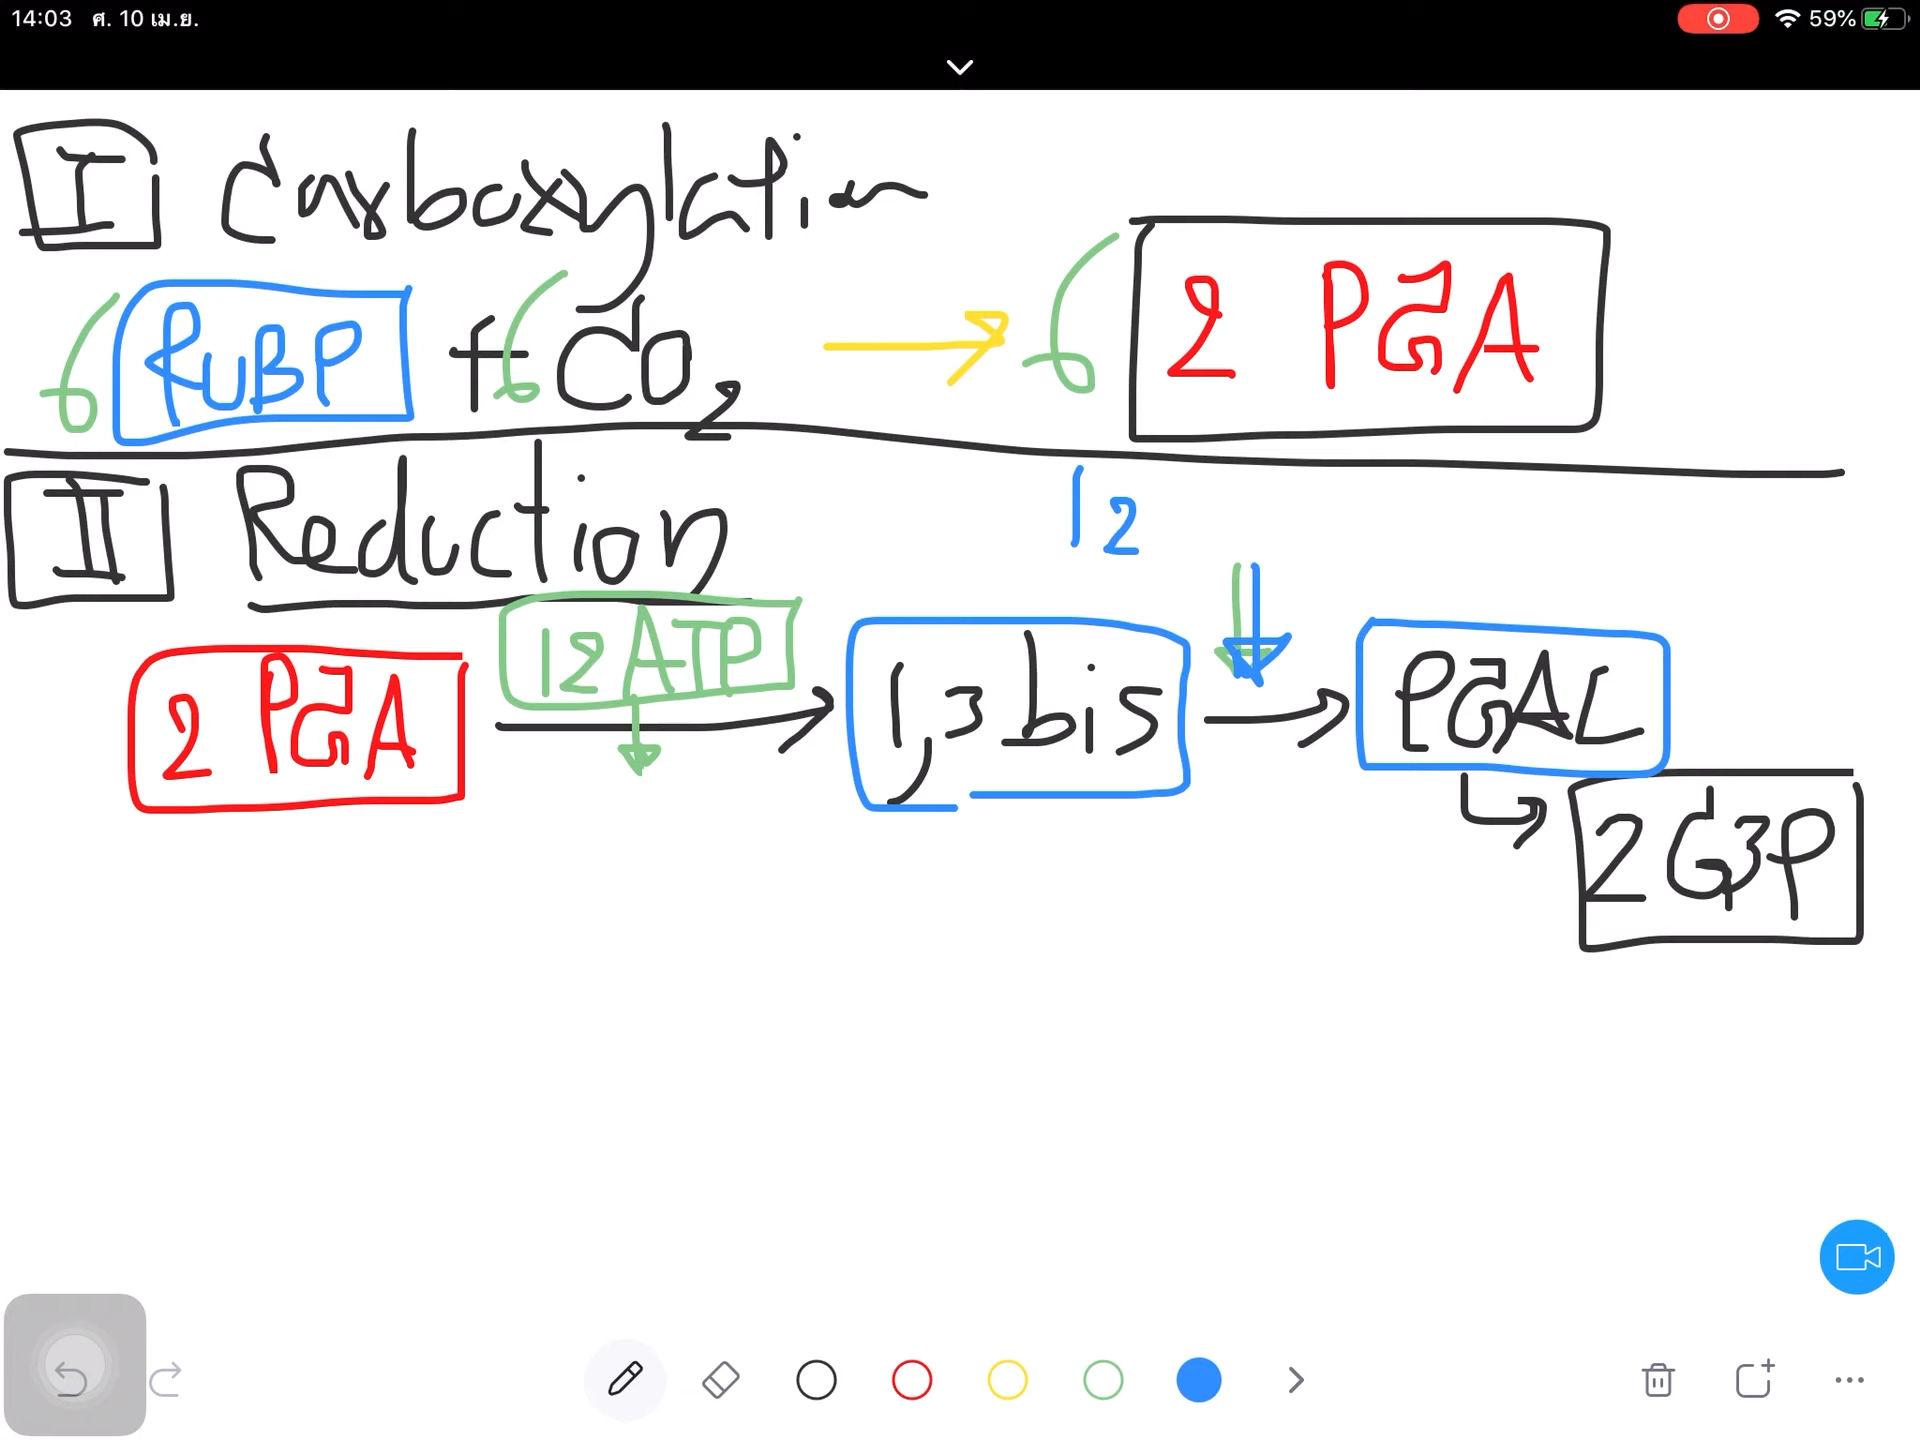 14:03 ศ. 10 เม.ย. 59%
I Carboxylation
6 RuBP + 6 CO2 → 6 2 PGA
II Reduction
12
12 ATP
2 PGA → 1,3 bis → PGAL
2 G3P